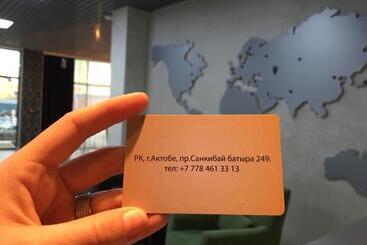 РК, г.Актобе, пр.Санкибай батыра 249.
тел: +7 778 461 33 13